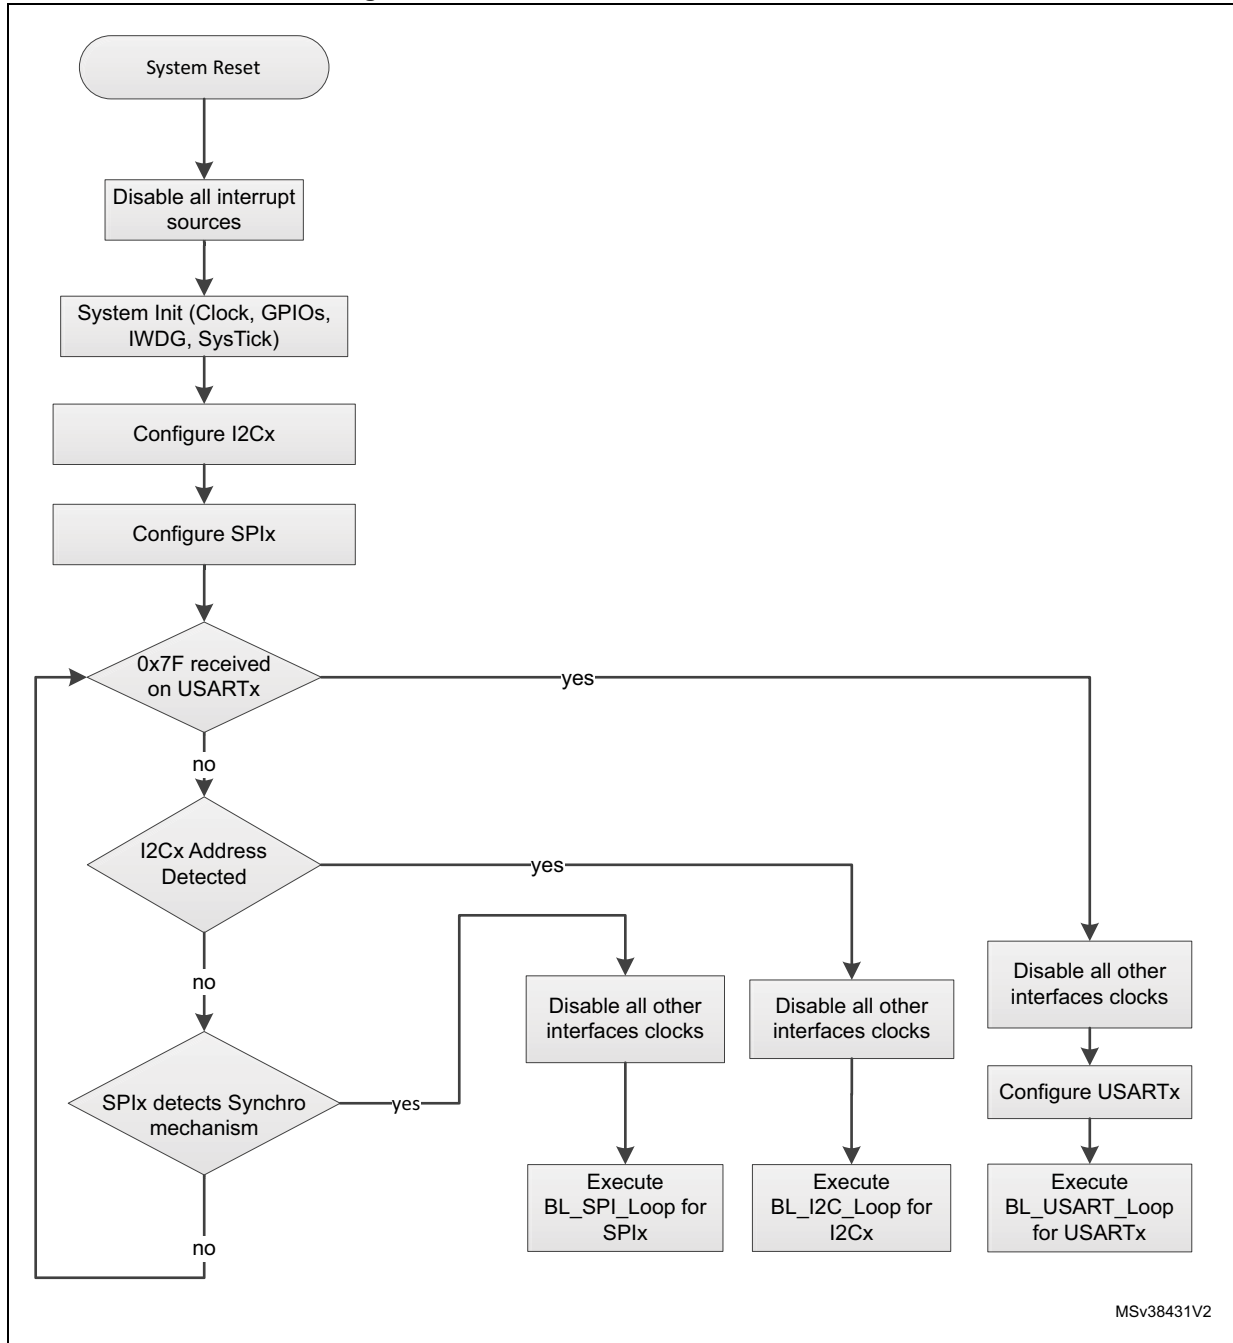 System Reset
Disable all interrupt
sources
System Init (Clock, GPIOs,
IWDG, SysTick)
Configure I2Cx
Configure SPIx
0x7F received
on USARTx
yes
no
I2Cx Address
Detected
yes
no
SPIx detects Synchro
mechanism
yes
no
Disable all other
interfaces clocks
Execute
BL_SPI_Loop for
SPIx
Disable all other
interfaces clocks
Execute
BL_I2C_Loop for
I2Cx
Disable all other
interfaces clocks
Configure USARTx
Execute
BL_USART_Loop
for USARTx
MSv38431V2